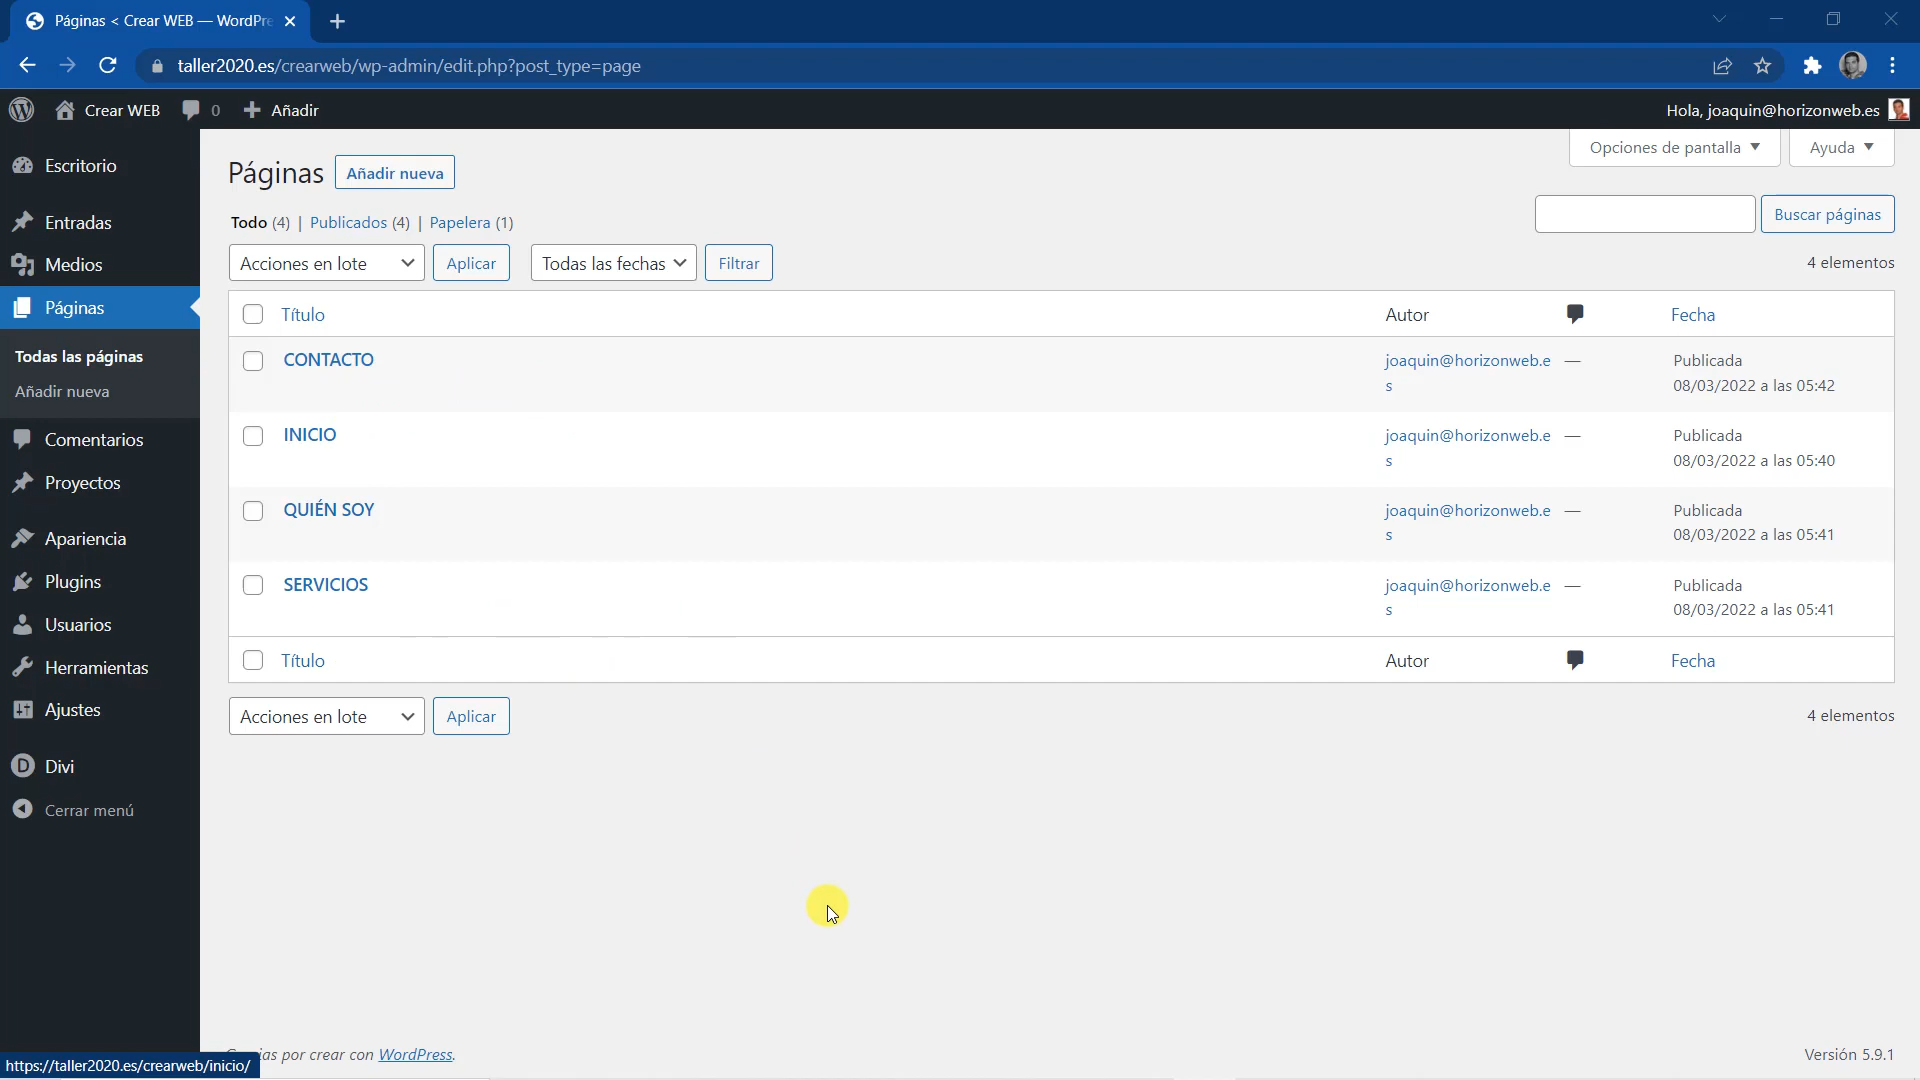 Páginas < Crear WEB — WordPre
taller2020.es/crearweb/wp-admin/edit.php?post_type=page
Crear WEB
0
Añadir
Hola, joaquin@horizonweb.es
Escritorio
Entradas
Medios
Páginas
Todas las páginas
Añadir nueva
Comentarios
Proyectos
Apariencia
Plugins
Usuarios
Herramientas
Ajustes
Divi
Cerrar menú
Páginas
Añadir nueva
Opciones de pantalla
Ayuda
Todo (4) | Publicados (4) | Papelera (1)
Buscar páginas
Acciones en lote
Aplicar
Todas las fechas
Filtrar
4 elementos
Título
Autor
Fecha
CONTACTO
joaquin@horizonweb.e
s
—
Publicada
08/03/2022 a las 05:42
INICIO
joaquin@horizonweb.e
s
—
Publicada
08/03/2022 a las 05:40
QUIÉN SOY
joaquin@horizonweb.e
s
—
Publicada
08/03/2022 a las 05:41
SERVICIOS
joaquin@horizonweb.e
s
—
Publicada
08/03/2022 a las 05:41
Título
Autor
Fecha
Acciones en lote
Aplicar
4 elementos
por crear con WordPress.
Versión 5.9.1
https://taller2020.es/crearweb/inicio/